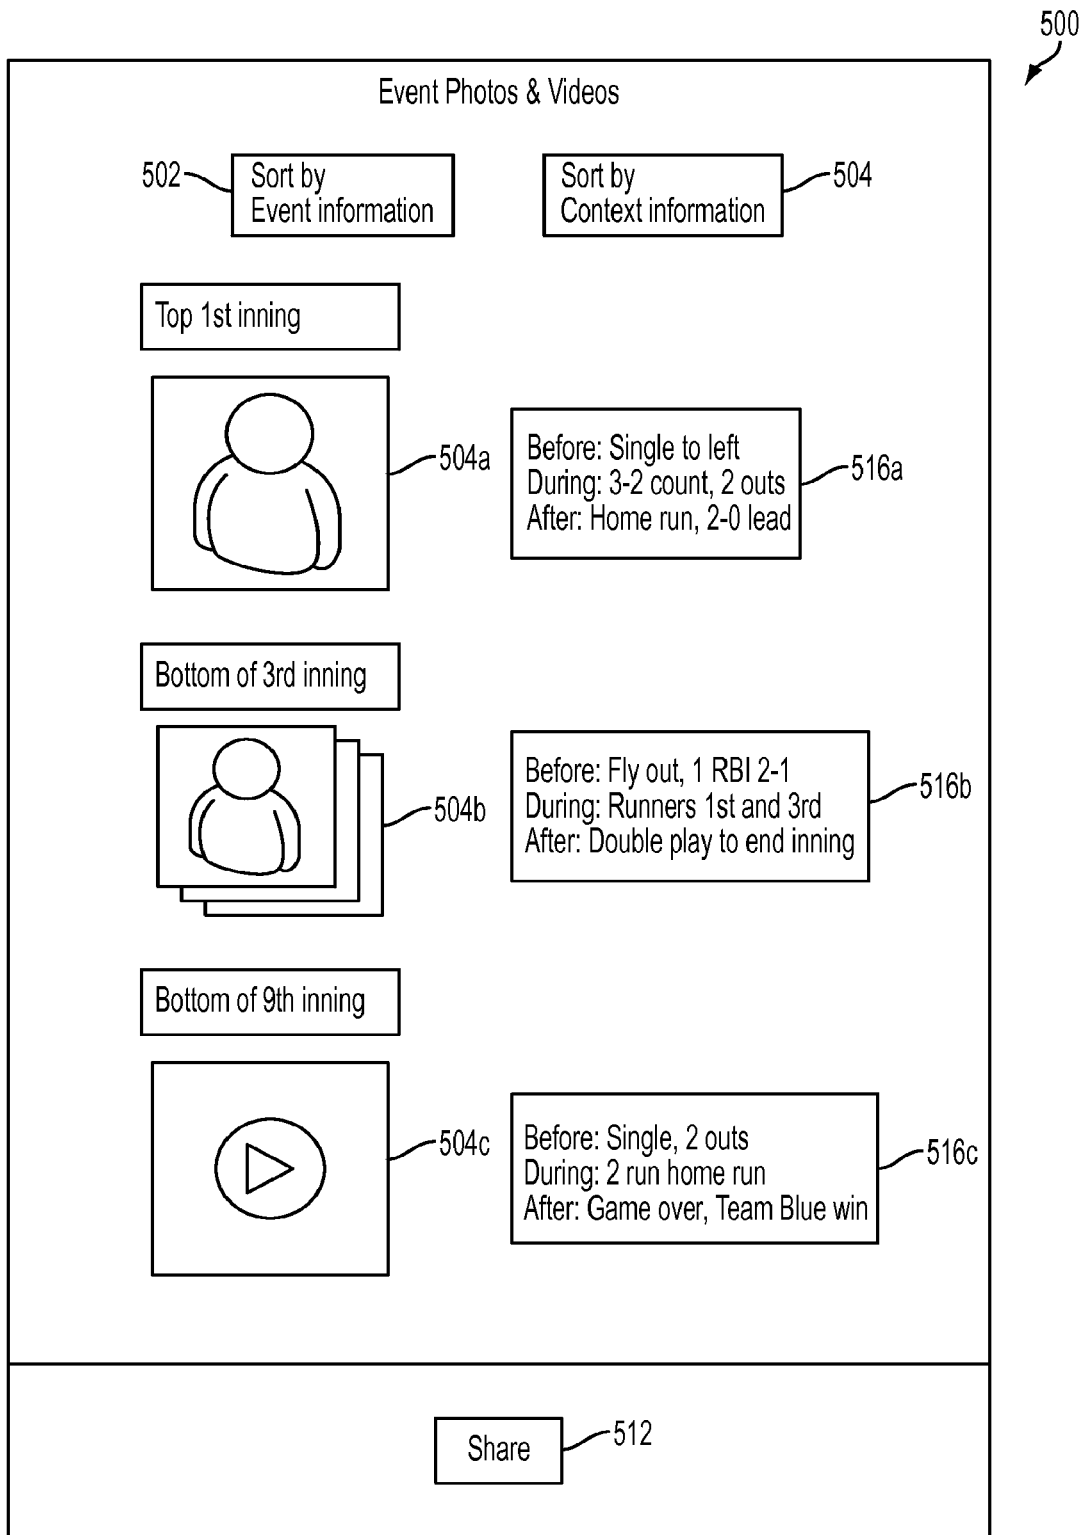 500
Event Photos & Videos
502
Sort by
Event information
Sort by
Context information
504
Top 1st inning
504a
Before: Single to left
During: 3-2 count, 2 outs
After: Home run, 2-0 lead
516a
Bottom of 3rd inning
504b
Before: Fly out, 1 RBI 2-1
During: Runners 1st and 3rd
After: Double play to end inning
516b
Bottom of 9th inning
504c
Before: Single, 2 outs
During: 2 run home run
After: Game over, Team Blue win
516c
Share
512